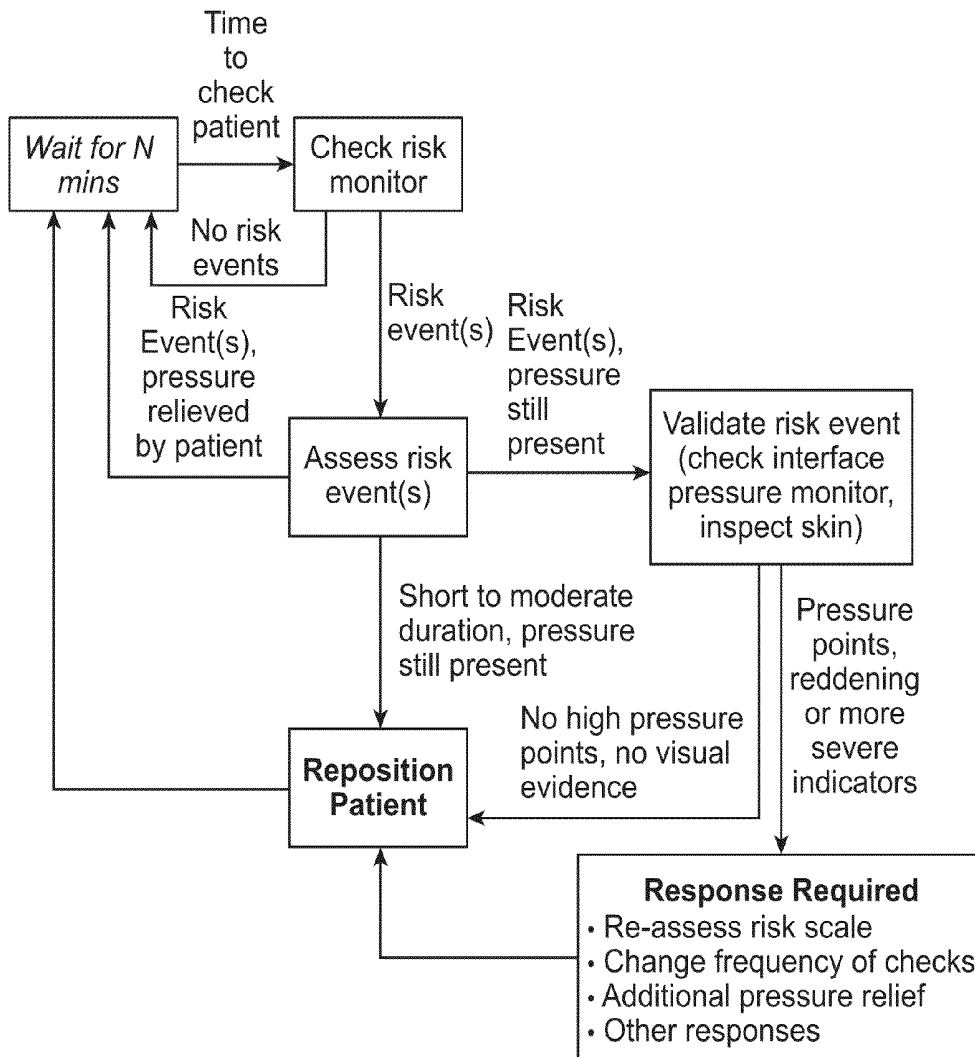 Time
to
check
patient
Wait for N
mins
Check risk
monitor
No risk
events
Risk
event(s)
Risk
Event(s),
pressure
relieved
by patient
Risk
Event(s),
pressure
still
present
Assess risk
event(s)
Validate risk event
(check interface
pressure monitor,
inspect skin)
Short to moderate
duration, pressure
still present
No high pressure
points, no visual
evidence
Pressure
points,
reddening
or more
severe
indicators
Reposition
Patient
Response Required
• Re-assess risk scale
• Change frequency of checks
• Additional pressure relief
• Other responses